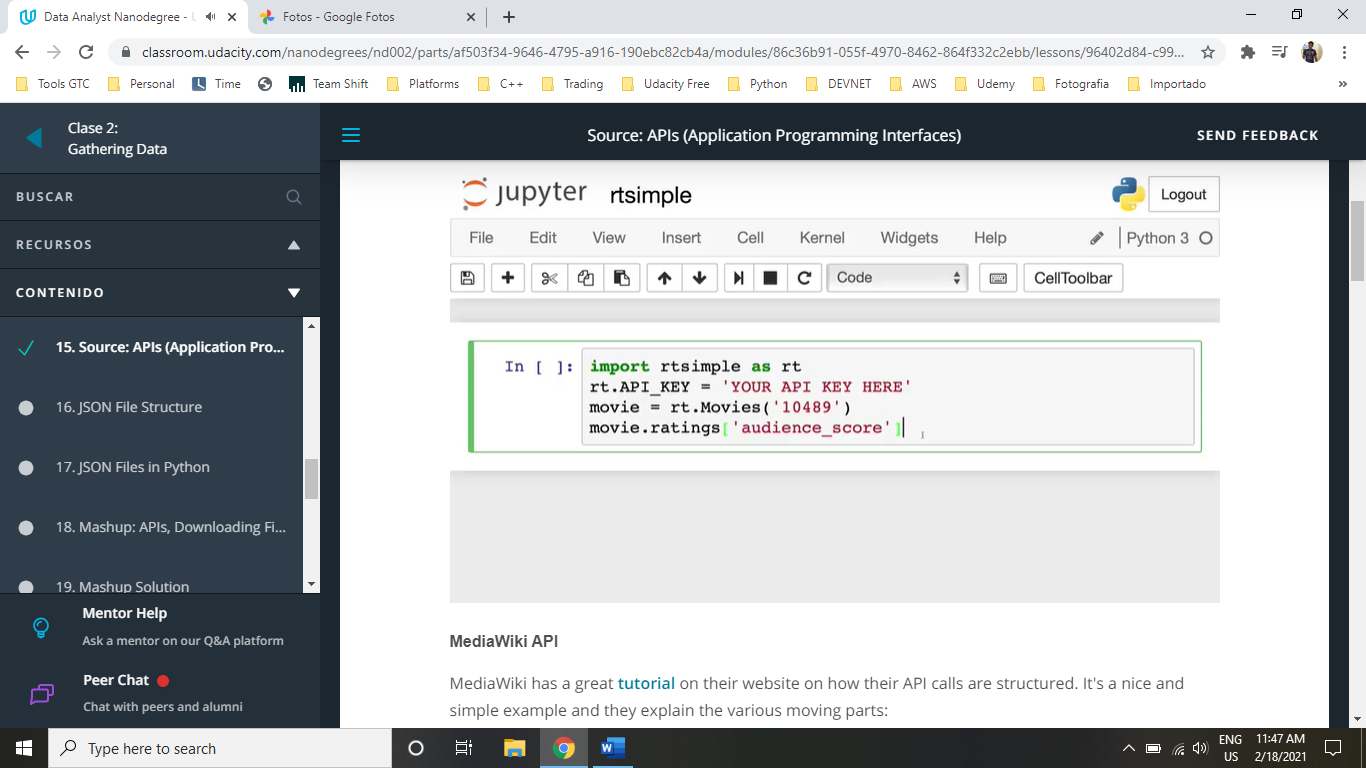 Data Analyst Nanodegree -
Fotos - Google Fotos
classroom.udacity.com/nanodegrees/nd002/parts/af503f34-9646-4795-a916-190ebc82cb4a/modules/86c36b91-055f-4970-8462-864f332c2ebb/lessons/96402d84-c99...
Tools GTC
Personal
Time
Team Shift
Platforms
C++
Trading
Udacity Free
Python
DEVNET
AWS
Udemy
Fotografia
Importado
»
Clase 2:
Gathering Data
Source: APIs (Application Programming Interfaces)
SEND FEEDBACK
BUSCAR
RECURSOS
CONTENIDO
15. Source: APIs (Application Pro...
16. JSON File Structure
17. JSON Files in Python
18. Mashup: APIs, Downloading Fi...
19. Mashup Solution
Mentor Help
Ask a mentor on our Q&A platform
Peer Chat
Chat with peers and alumni
jupyter rtsimple
Logout
File Edit View Insert Cell Kernel Widgets Help
Python 3
Code
CellToolbar
In [ ]:
import rtsimple as rt
rt.API_KEY = 'YOUR API KEY HERE'
movie = rt.Movies('10489')
movie.ratings['audience_score']
MediaWiki API
MediaWiki has a great tutorial on their website on how their API calls are structured. It's a nice and
simple example and they explain the various moving parts:
Type here to search
W
ENG
US
11:47 AM
2/18/2021